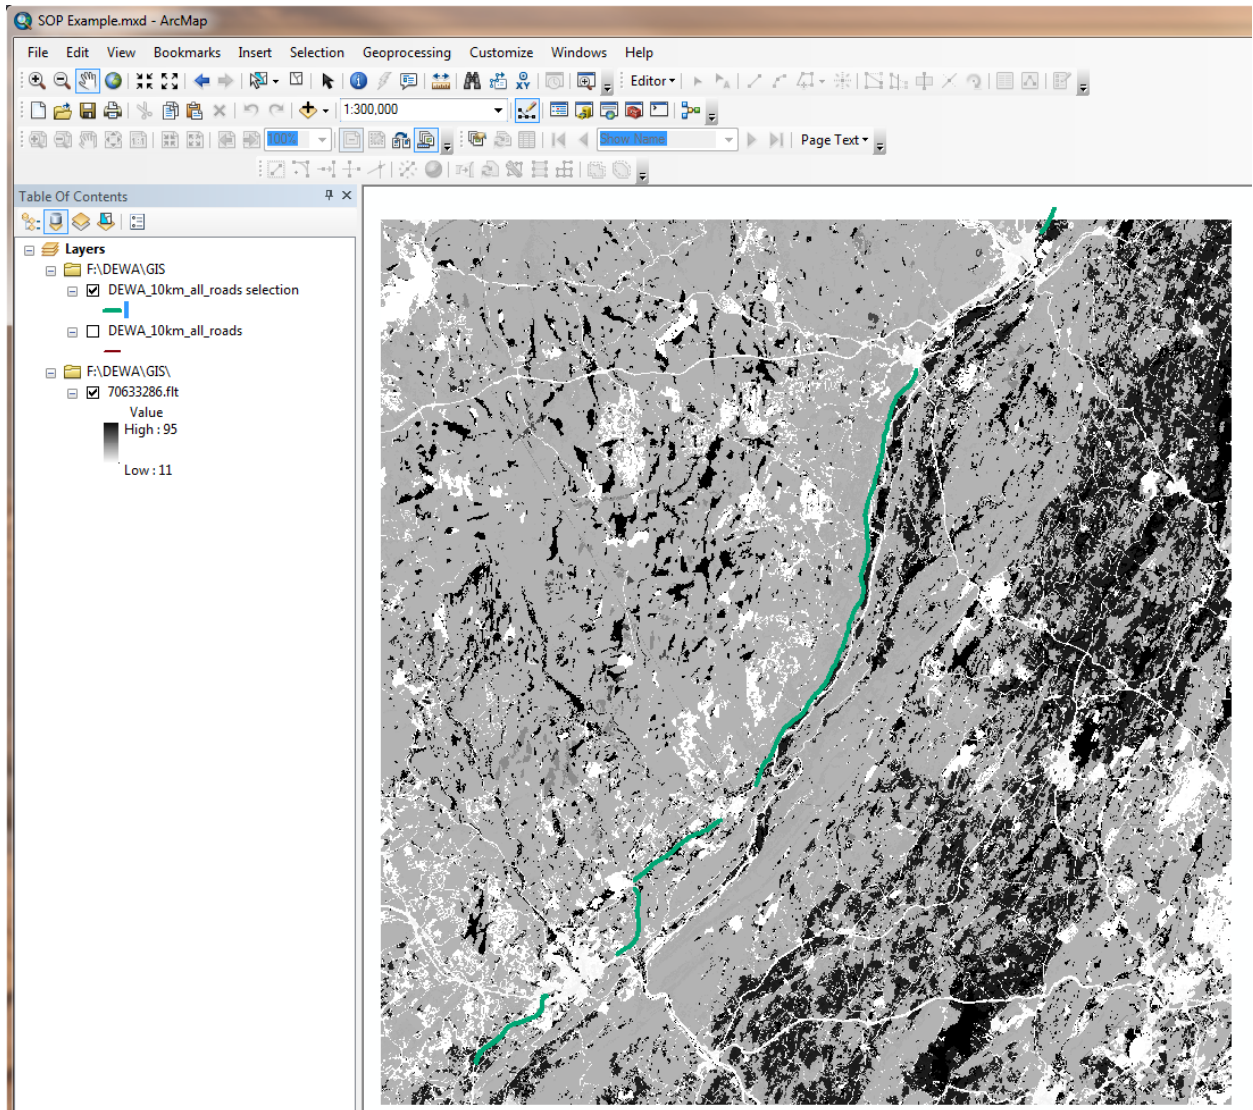 SOP Example.mxd - ArcMap
File Edit View Bookmarks Insert Selection Geoprocessing Customize Windows Help
Editor
1:300,000
100%
Show Name
Page Text
Table Of Contents
Layers
F:\DEWA\GIS
DEWA_10km_all_roads selection
DEWA_10km_all_roads
F:\DEWA\GIS\
70633286.flt
Value
High : 95
Low : 11